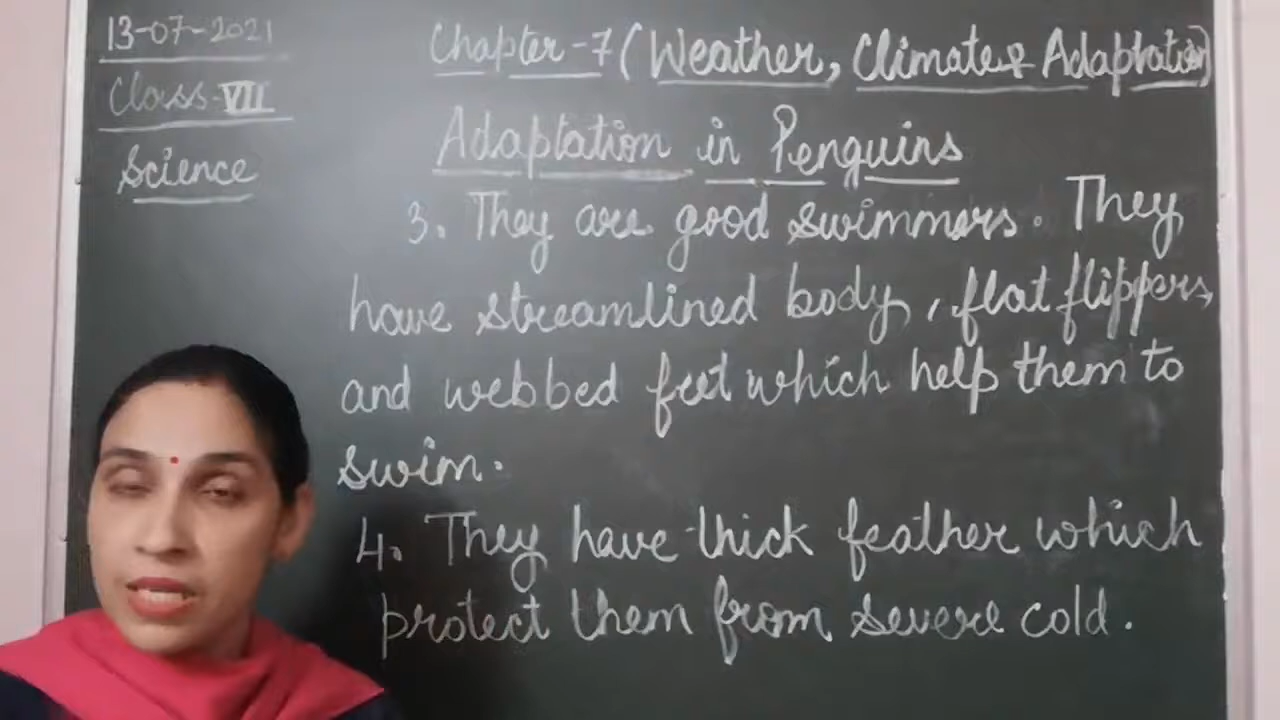 13-07-2021
Class-VII
Science
Chapter-7 (Weather, Climate & Adaptation)
Adaptation in Penguins
3. They are good swimmers. They
have streamlined body, flat flippers,
and webbed feet which help them to
swim.
4. They have thick feather which
protect them from severe cold.